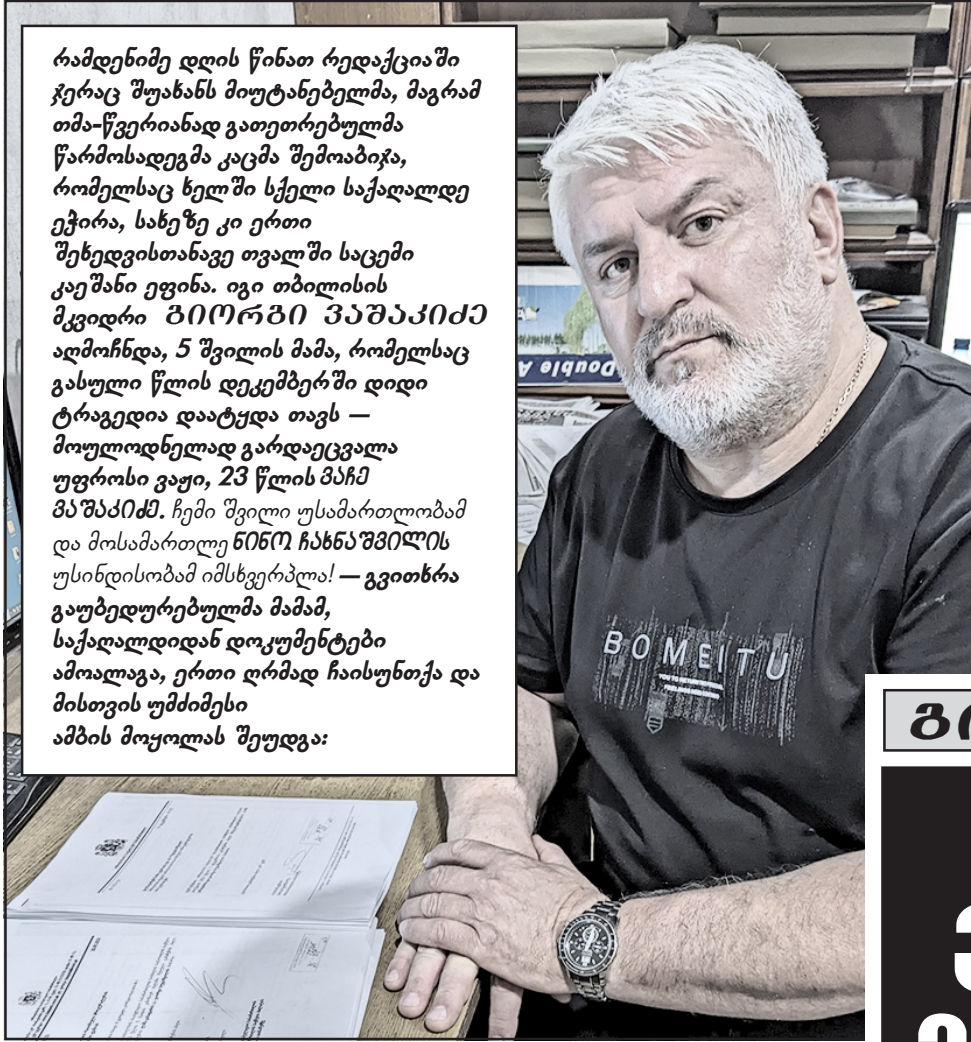 რამდენიმე დღის წინათ რედაქციაში
ჯერაც შუახანს მიუტანებელმა, მაგრამ
თმა-წვერიანად გათეთრებულმა
წარმოსადეგმა კაცმა შემოაბიჯა,
რომელსაც ხელში სქელი საქაღალდე
ეჭირა, სახეზე კი ერთი
შეხედვისთანავე თვალში საცემი
კაეშანი ეფინა. იგი თბილისის
მკვიდრი გიორგი ვაშაკიძე
აღმოჩნდა, 5 შვილის მამა, რომელსაც
გასული წლის დეკემბერში დიდი
ტრაგედია დაატყდა თავს —
მოულოდნელად გარდაეცვალა
უფროსი ვაჟი, 23 წლის ვაჩე
ვაშაკიძე. ჩემი შვილი უსამართლობამ
და მოსამართლე ნინო ჩახნაშვილის
უსინდისობამ იმსხვერპლა! — გვითხრა
გაუბედურებულმა მამამ,
საქაღალდიდან დოკუმენტები
ამოალაგა, ერთი ღრმად ჩაისუნთქა და
მისთვის უმძიმესი
ამბის მოყოლას შეუდგა:
Double A
BOMEITU